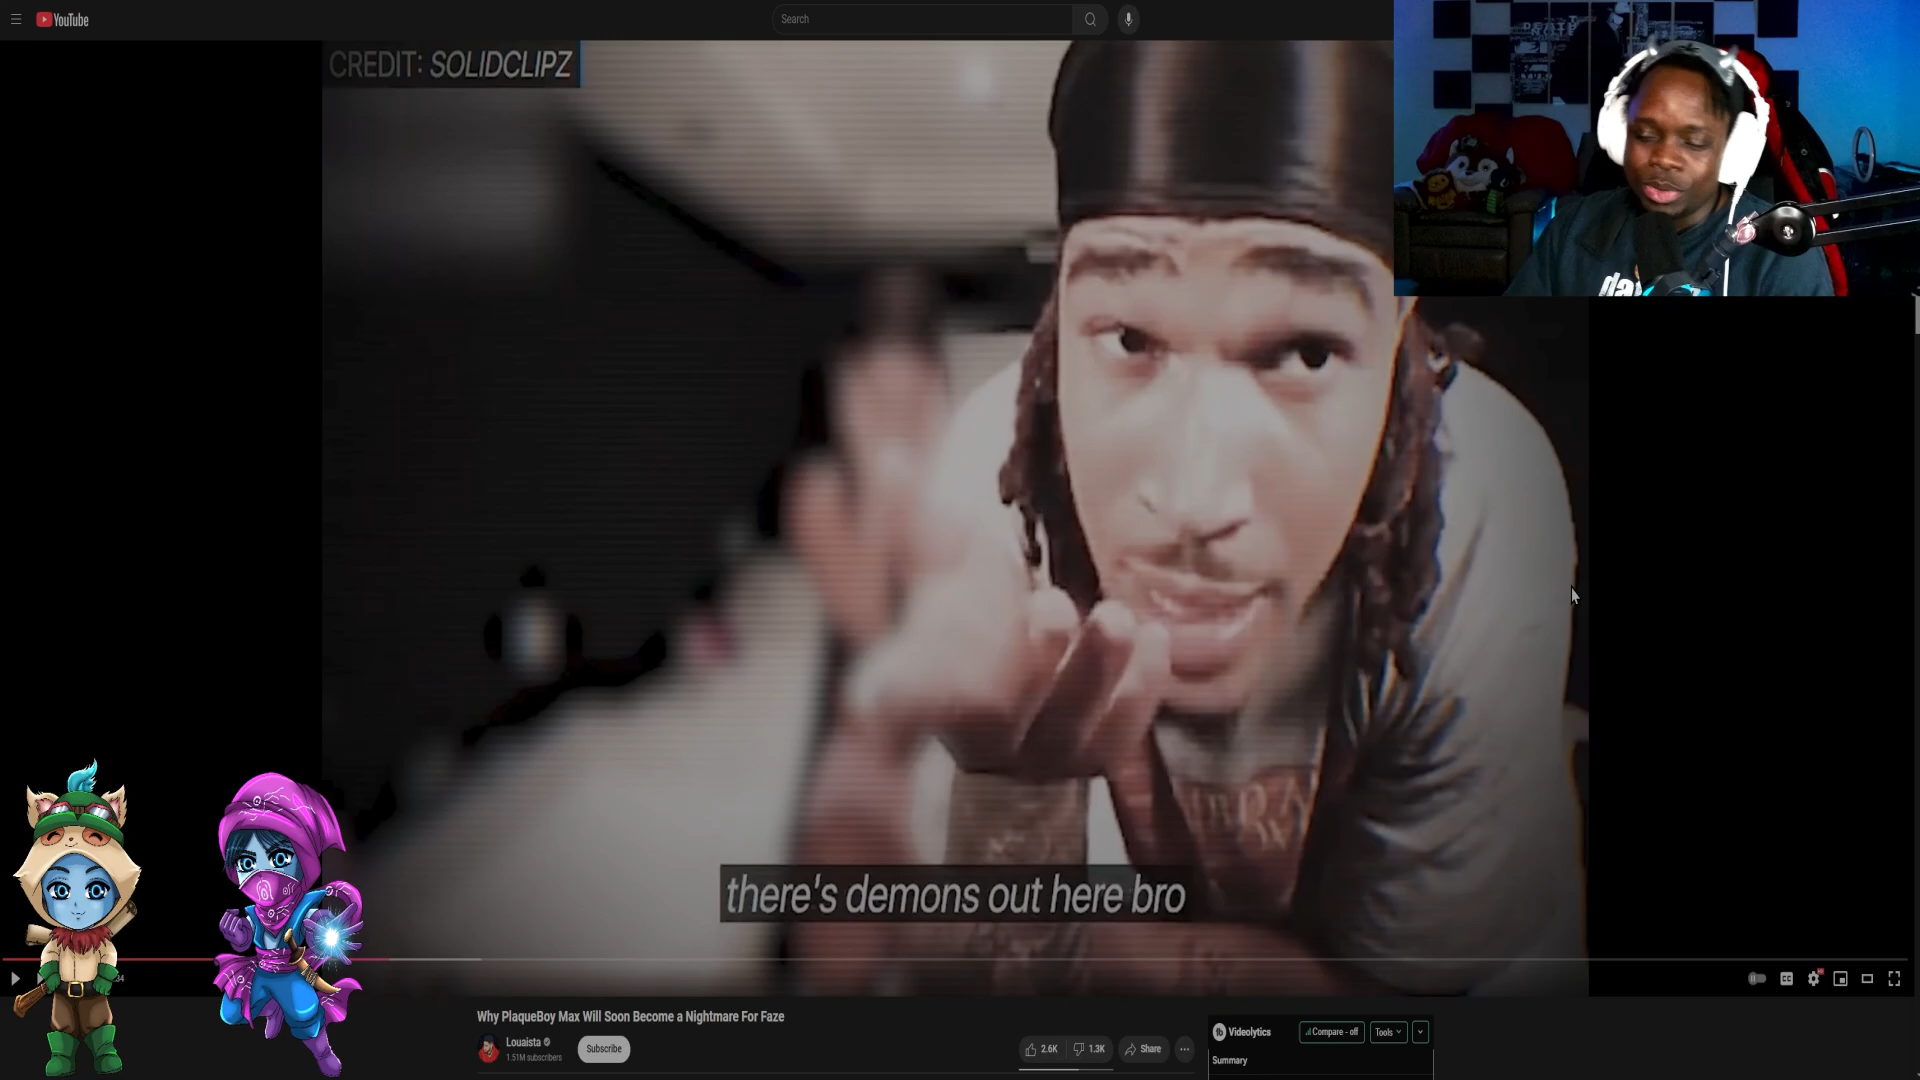 YouTube
Search
CREDIT: SOLIDCLIPZ
there's demons out here bro
CC
Why PlaqueBoy Max Will Soon Become a Nightmare For Faze
Louaista
1.51M subscribers
Subscribe
2.6K
1.3K
Share
Videolytics
Compare - off
Tools
Summary